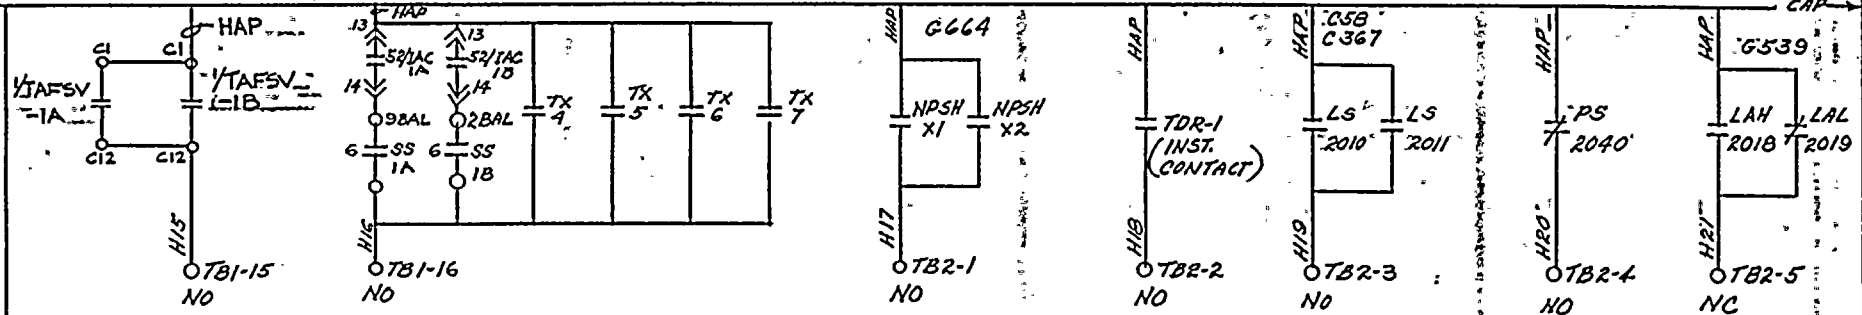 HAP
C1
C1
1/TAFSV
-1A
1/TAFSV
-1B
C12
C12
H15
TB1-15
NO
HAP
13
13
52/IAC
1A
52/IAC
1B
14
14
9BAL
2BAL
6
SS
1A
6
SS
1B
TX
4
TX
5
TX
6
TX
7
H16
TB1-16
NO
HAP
G664
NPSH
X1
NPSH
X2
H17
TB2-1
NO
HAP
TDR-1
(INST.
CONTACT)
H18
TB2-2
NO
HAP
C58
C367
LS
2010
LS
2011
H19
TB2-3
NO
HAP
PS
2040
H20
TB2-4
NO
CAP
HAP
G539
LAH
2018
LAL
2019
H21
TB2-5
NC